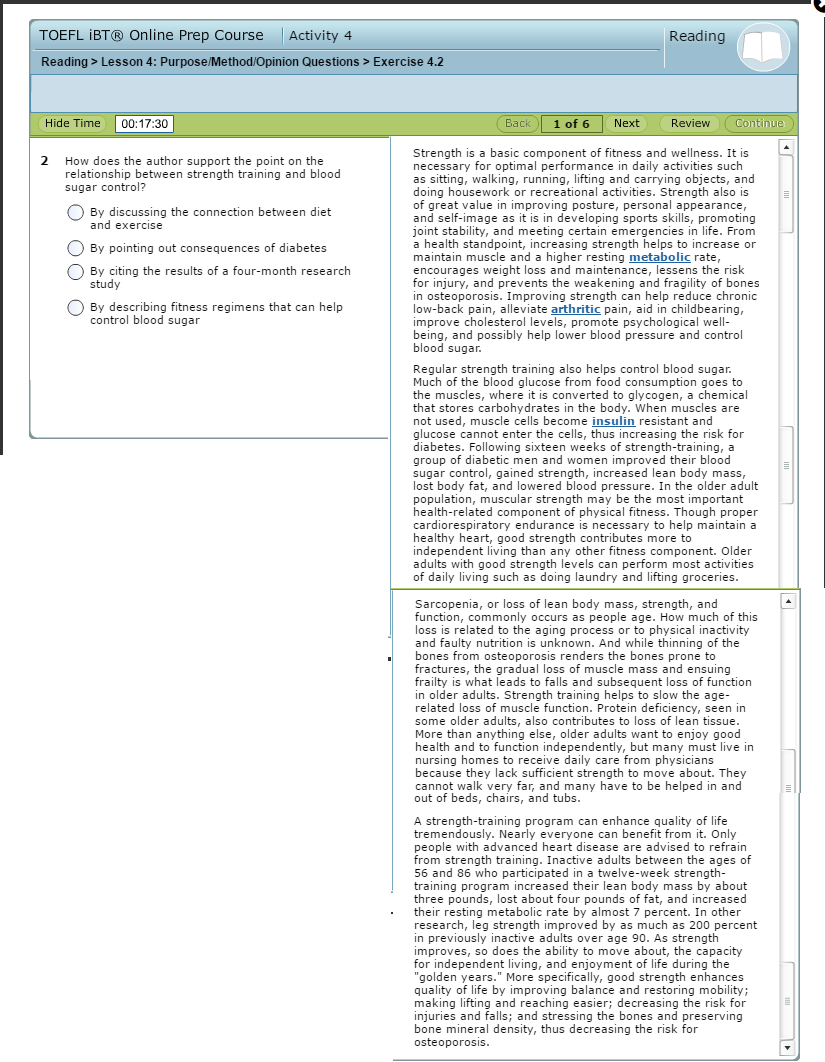 TOEFL iBT® Online Prep Course
Activity 4
Reading
Reading > Lesson 4: Purpose/Method/Opinion Questions > Exercise 4.2
Hide Time
00:17:30
Back
1 of 6
Next
Review
Continue
2 How does the author support the point on the
relationship between strength training and blood
sugar control?
By discussing the connection between diet
and exercise
By pointing out consequences of diabetes
By citing the results of a four-month research
study
By describing fitness regimens that can help
control blood sugar
Strength is a basic component of fitness and wellness. It is
necessary for optimal performance in daily activities such
as sitting, walking, running, lifting and carrying objects, and
doing housework or recreational activities. Strength also is
of great value in improving posture, personal appearance,
and self-image as it is in developing sports skills, promoting
joint stability, and meeting certain emergencies in life. From
a health standpoint, increasing strength helps to increase or
maintain muscle and a higher resting metabolic rate,
encourages weight loss and maintenance, lessens the risk
for injury, and prevents the weakening and fragility of bones
in osteoporosis. Improving strength can help reduce chronic
low-back pain, alleviate arthritic pain, aid in childbearing,
improve cholesterol levels, promote psychological well-
being, and possibly help lower blood pressure and control
blood sugar.
Regular strength training also helps control blood sugar.
Much of the blood glucose from food consumption goes to
the muscles, where it is converted to glycogen, a chemical
that stores carbohydrates in the body. When muscles are
not used, muscle cells become insulin resistant and
glucose cannot enter the cells, thus increasing the risk for
diabetes. Following sixteen weeks of strength-training, a
group of diabetic men and women improved their blood
sugar control, gained strength, increased lean body mass,
lost body fat, and lowered blood pressure. In the older adult
population, muscular strength may be the most important
health-related component of physical fitness. Though proper
cardiorespiratory endurance is necessary to help maintain a
healthy heart, good strength contributes more to
independent living than any other fitness component. Older
adults with good strength levels can perform most activities
of daily living such as doing laundry and lifting groceries.
Sarcopenia, or loss of lean body mass, strength, and
function, commonly occurs as people age. How much of this
loss is related to the aging process or to physical inactivity
and faulty nutrition is unknown. And while thinning of the
bones from osteoporosis renders the bones prone to
fractures, the gradual loss of muscle mass and ensuing
frailty is what leads to falls and subsequent loss of function
in older adults. Strength training helps to slow the age-
related loss of muscle function. Protein deficiency, seen in
some older adults, also contributes to loss of lean tissue.
More than anything else, older adults want to enjoy good
health and to function independently, but many must live in
nursing homes to receive daily care from physicians
because they lack sufficient strength to move about. They
cannot walk very far, and many have to be helped in and
out of beds, chairs, and tubs.
A strength-training program can enhance quality of life
tremendously. Nearly everyone can benefit from it. Only
people with advanced heart disease are advised to refrain
from strength training. Inactive adults between the ages of
56 and 86 who participated in a twelve-week strength-
training program increased their lean body mass by about
three pounds, lost about four pounds of fat, and increased
their resting metabolic rate by almost 7 percent. In other
research, leg strength improved by as much as 200 percent
in previously inactive adults over age 90. As strength
improves, so does the ability to move about, the capacity
for independent living, and enjoyment of life during the
"golden years." More specifically, good strength enhances
quality of life by improving balance and restoring mobility;
making lifting and reaching easier; decreasing the risk for
injuries and falls; and stressing the bones and preserving
bone mineral density, thus decreasing the risk for
osteoporosis.